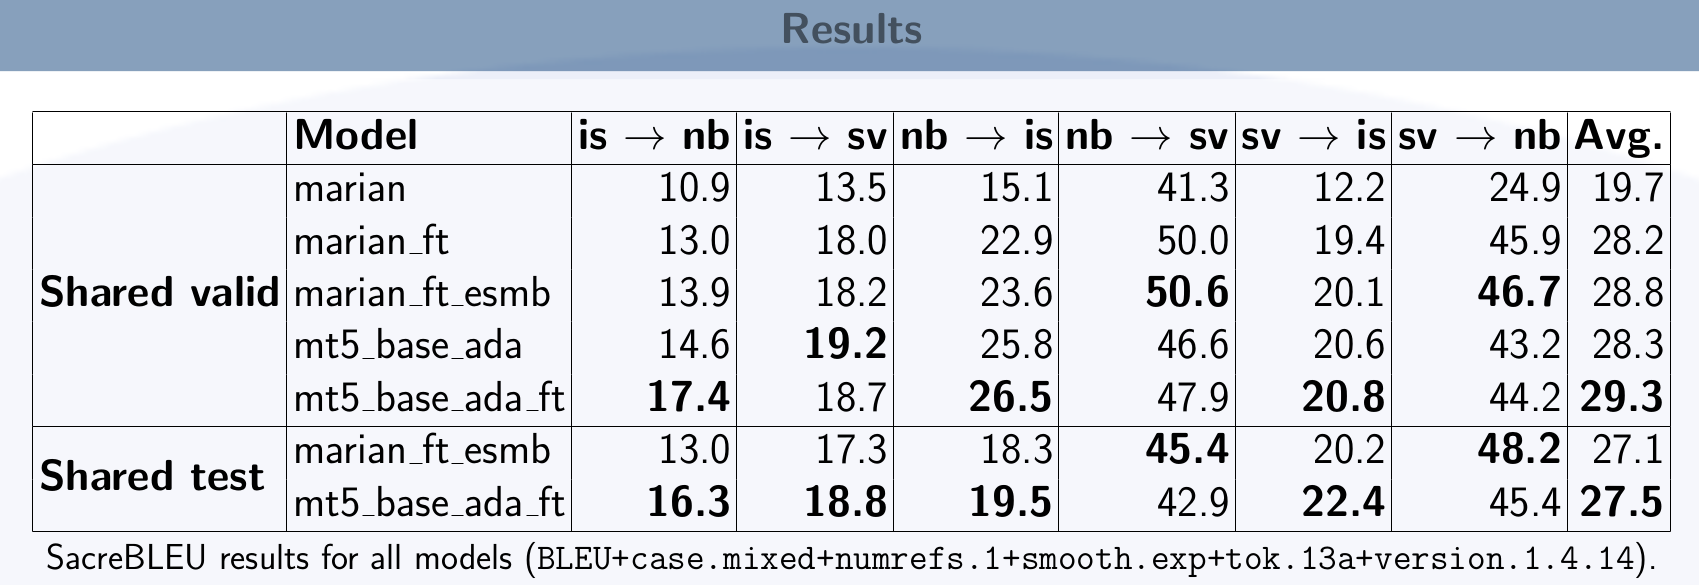 Results
Model is → nb is → sv nb → is nb → sv sv → is sv → nb Avg.
marian 10.9 13.5 15.1 41.3 12.2 24.9 19.7
marian_ft 13.0 18.0 22.9 50.0 19.4 45.9 28.2
Shared valid marian_ft_esmb 13.9 18.2 23.6 50.6 20.1 46.7 28.8
mt5_base_ada 14.6 19.2 25.8 46.6 20.6 43.2 28.3
mt5_base_ada_ft 17.4 18.7 26.5 47.9 20.8 44.2 29.3
Shared test
marian_ft_esmb 13.0 17.3 18.3 45.4 20.2 48.2 27.1
mt5_base_ada_ft 16.3 18.8 19.5 42.9 22.4 45.4 27.5
SacreBLEU results for all models (BLEU+case.mixed+numrefs.1+smooth.exp+tok.13a+version.1.4.14).